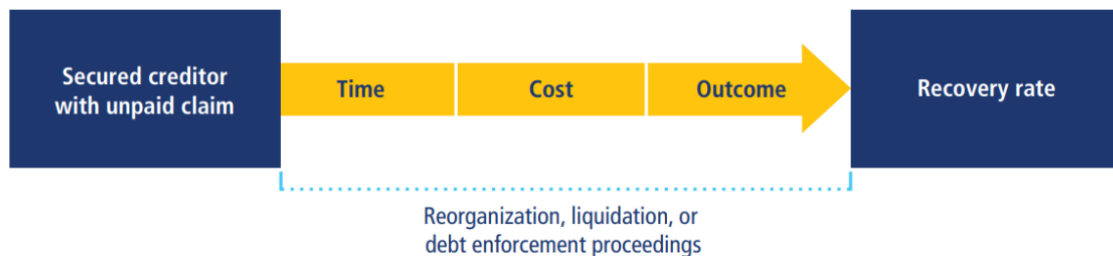 Secured creditor
with unpaid claim
Time
Cost
Outcome
Recovery rate
Reorganization, liquidation, or
debt enforcement proceedings